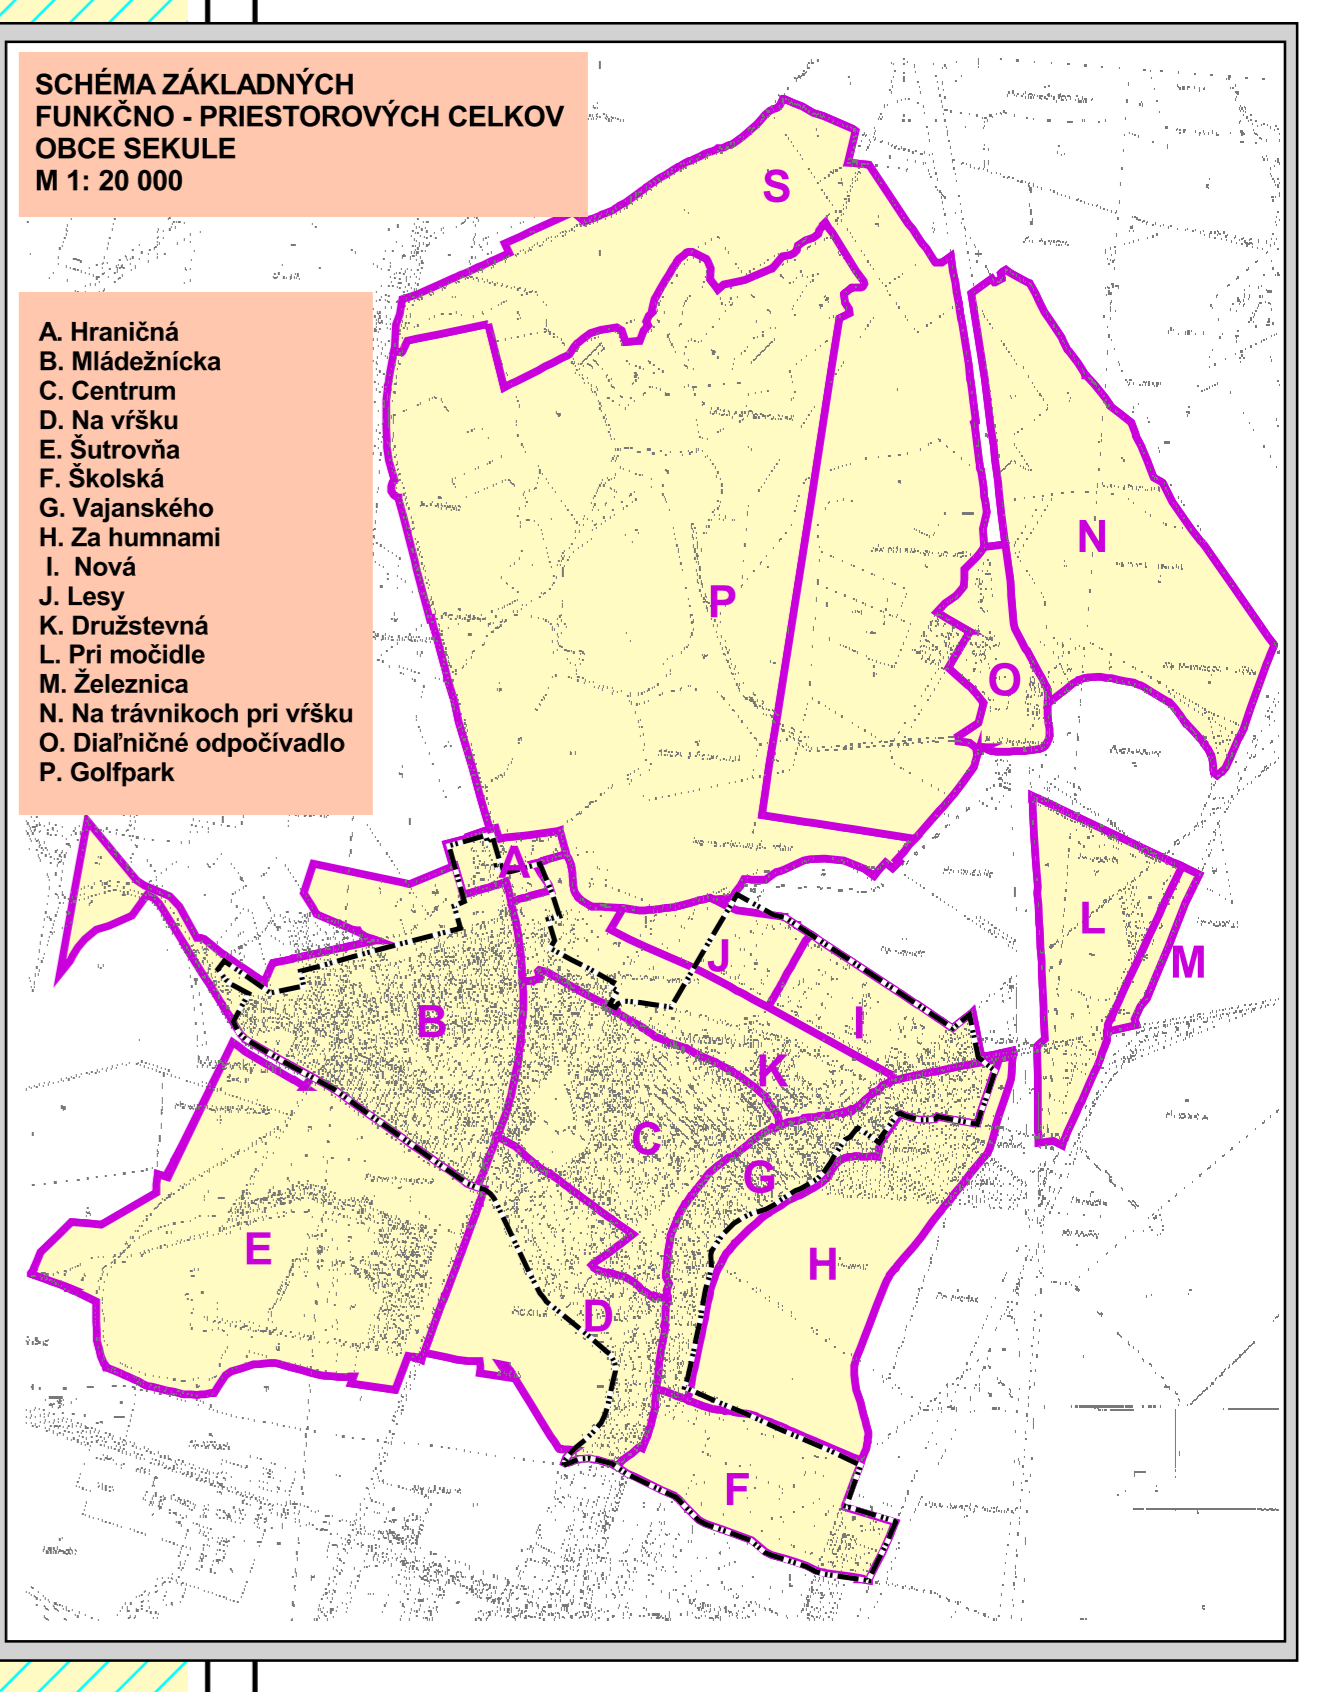 SCHÉMA ZÁKLADNÝCH
FUNKČNO - PRIESTOROVÝCH CELKOV
OBCE SEKULE
M 1: 20 000
A. Hraničná
B. Mládežnícka
C. Centrum
D. Na vŕšku
E. Šutrovňa
F. Školská
G. Vajanského
H. Za humnami
I. Nová
J. Lesy
K. Družstevná
L. Pri močidle
M. Železnica
N. Na trávnikoch pri vŕšku
O. Diaľničné odpočívadlo
P. Golfpark
S
N
P
O
A
L
J
M
B
I
K
C
G
E
H
D
F